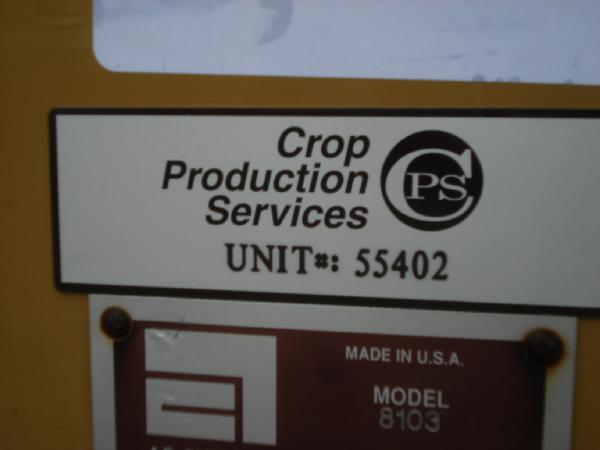 Crop
Production
Services
CPS
UNIT#: 55402
MADE IN U.S.A.
MODEL
8103